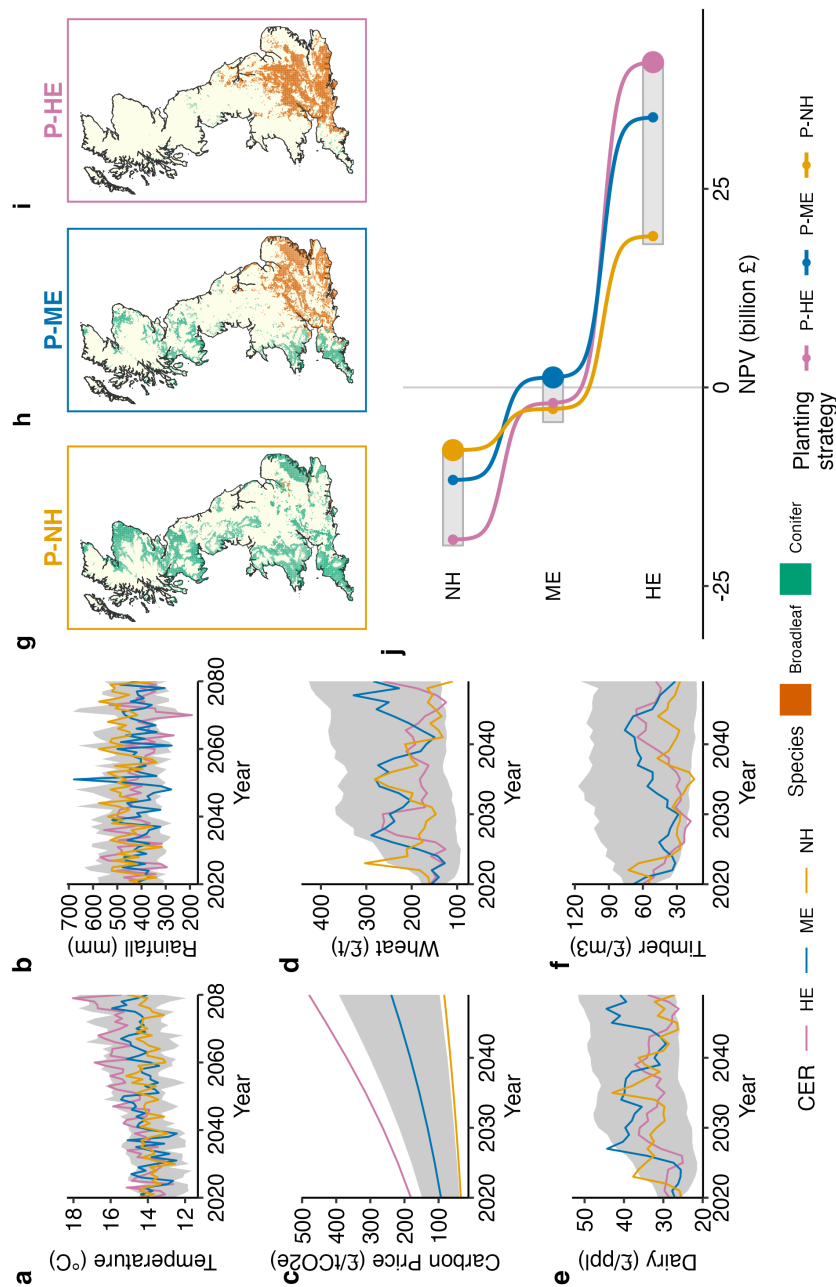 a
Temperature (°C)
18
16
14
12
2020
2040
2060
208
Year
b
Rainfall (mm)
700
600
500
400
300
200
2020
2040
2060
2080
Year
c
Carbon Price (£/tCO2e)
500
400
300
200
100
0
2020
2030
2040
Year
d
Wheat (£/t)
400
300
200
100
2020
2030
2040
Year
e
Dairy (£/ppl)
50
40
30
20
2020
2030
2040
Year
f
Timber (£/m3)
120
90
60
30
2020
2030
2040
Year
g
P-NH
h
P-ME
i
P-HE
j
NH
ME
HE
-25
0
25
NPV (billion £)
CER
HE
ME
NH
Species
Broadleaf
Conifer
Planting
strategy
P-HE
P-ME
P-NH